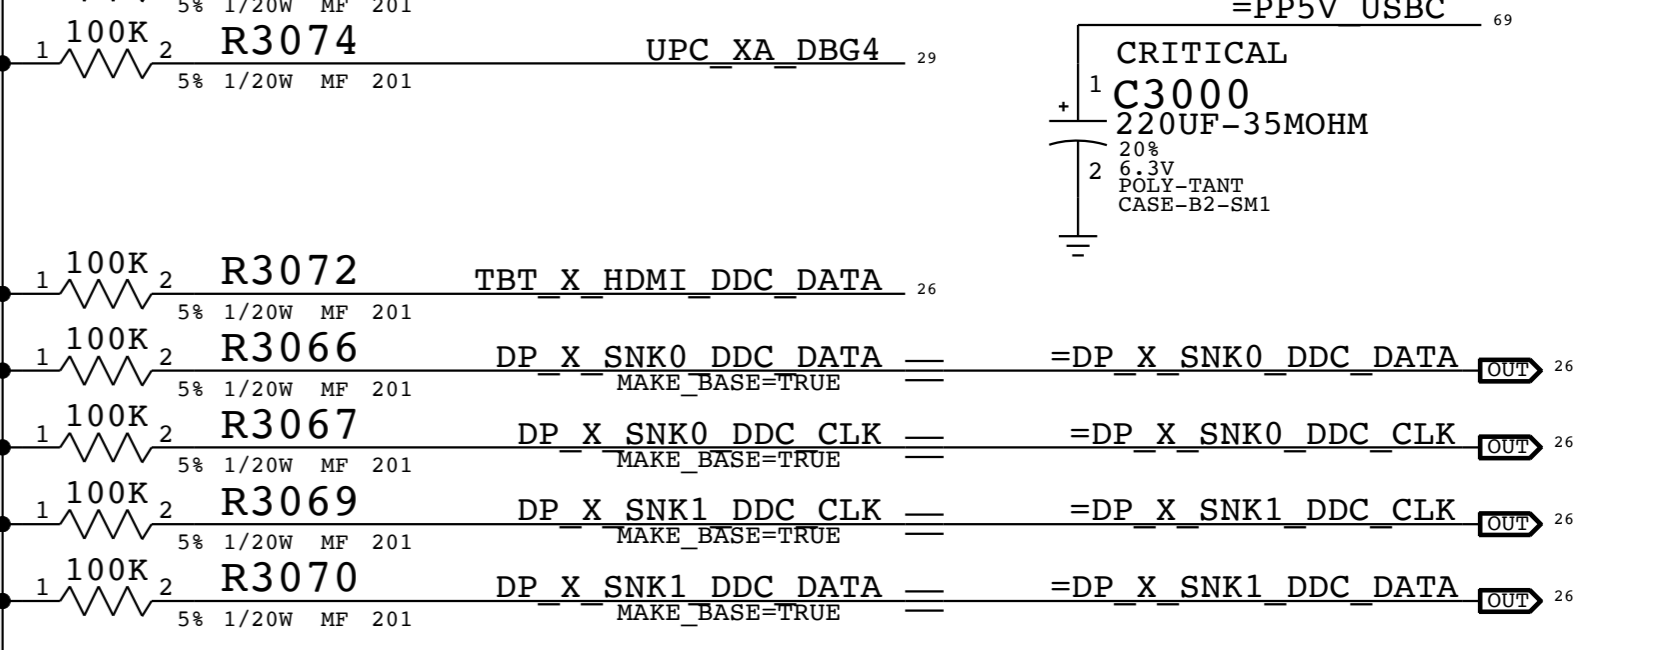 5% 1/20W MF 201
=PP5V_USBC 69
100K
1 2 R3074 UPC_XA_DBG4 29
5% 1/20W MF 201
CRITICAL
1 C3000
+
220UF-35MOHM
20%
2 6.3V
POLY-TANT
CASE-B2-SM1
100K
1 2 R3072 TBT_X_HDMI_DDC_DATA 26
5% 1/20W MF 201
100K
1 2 R3066 DP_X_SNK0_DDC_DATA =DP_X_SNK0_DDC_DATA OUT 26
5% 1/20W MF 201 MAKE_BASE=TRUE
100K
1 2 R3067 DP_X_SNK0_DDC_CLK =DP_X_SNK0_DDC_CLK OUT 26
5% 1/20W MF 201 MAKE_BASE=TRUE
100K
1 2 R3069 DP_X_SNK1_DDC_CLK =DP_X_SNK1_DDC_CLK OUT 26
5% 1/20W MF 201 MAKE_BASE=TRUE
100K
1 2 R3070 DP_X_SNK1_DDC_DATA =DP_X_SNK1_DDC_DATA OUT 26
5% 1/20W MF 201 MAKE_BASE=TRUE